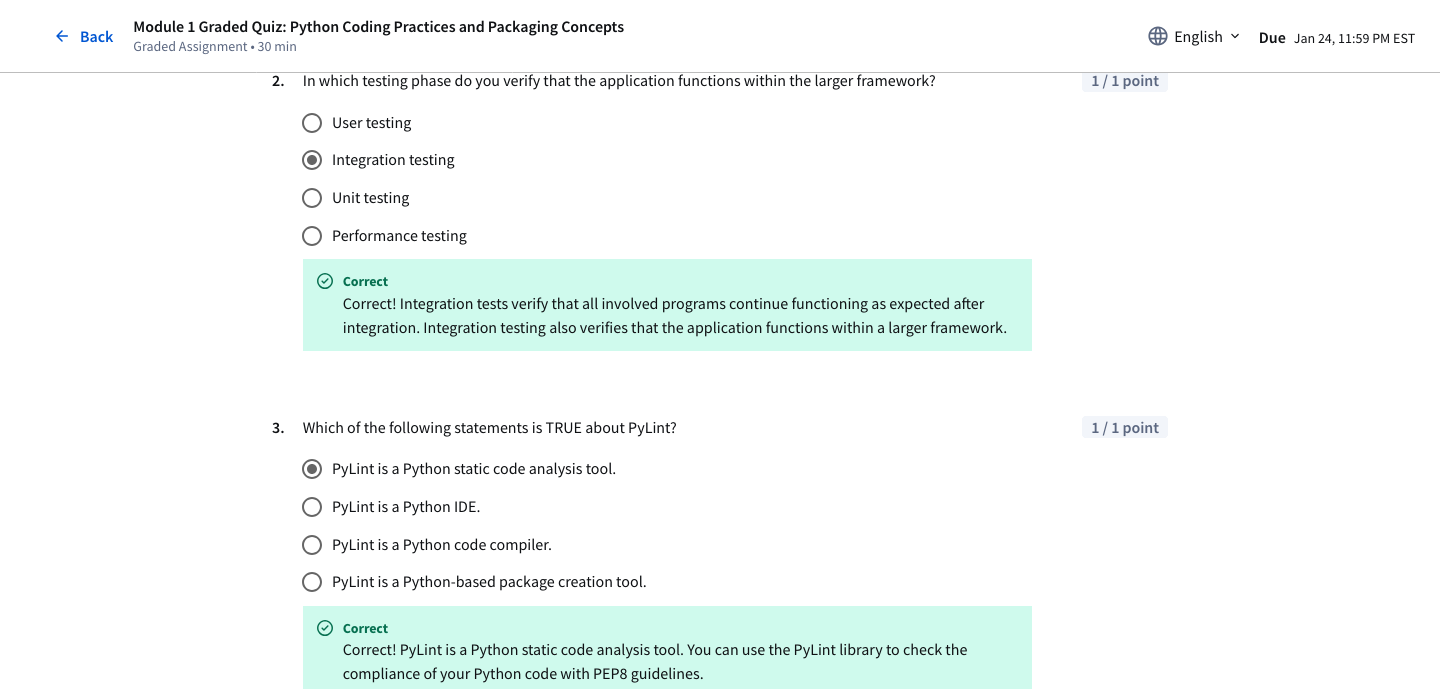 Back
Module 1 Graded Quiz: Python Coding Practices and Packaging Concepts
Graded Assignment • 30 min
English
Due Jan 24, 11:59 PM EST
2. In which testing phase do you verify that the application functions within the larger framework?
1 / 1 point
User testing
Integration testing
Unit testing
Performance testing
Correct
Correct! Integration tests verify that all involved programs continue functioning as expected after
integration. Integration testing also verifies that the application functions within a larger framework.
3. Which of the following statements is TRUE about PyLint?
1 / 1 point
PyLint is a Python static code analysis tool.
PyLint is a Python IDE.
PyLint is a Python code compiler.
PyLint is a Python-based package creation tool.
Correct
Correct! PyLint is a Python static code analysis tool. You can use the PyLint library to check the
compliance of your Python code with PEP8 guidelines.